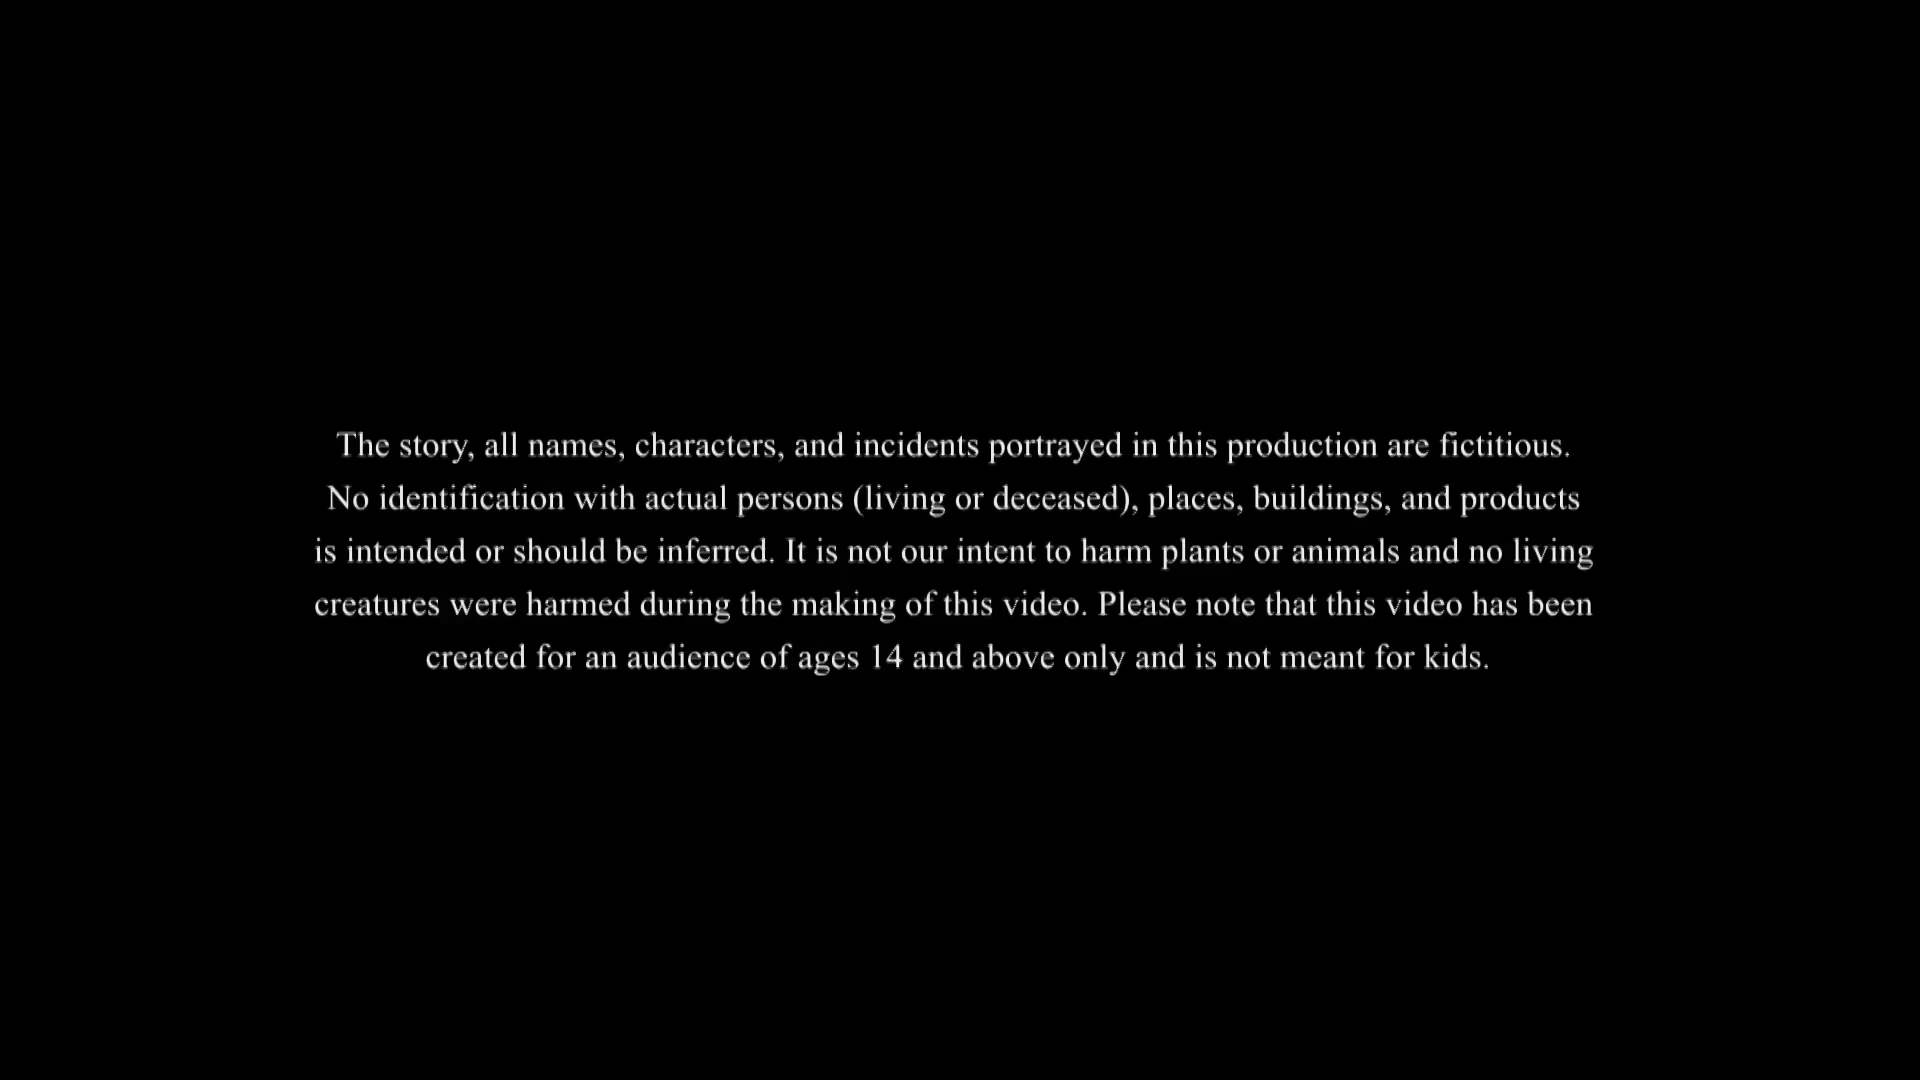 The story, all names, characters, and incidents portrayed in this production are fictitious.
No identification with actual persons (living or deceased), places, buildings, and products
is intended or should be inferred. It is not our intent to harm plants or animals and no living
creatures were harmed during the making of this video. Please note that this video has been
created for an audience of ages 14 and above only and is not meant for kids.